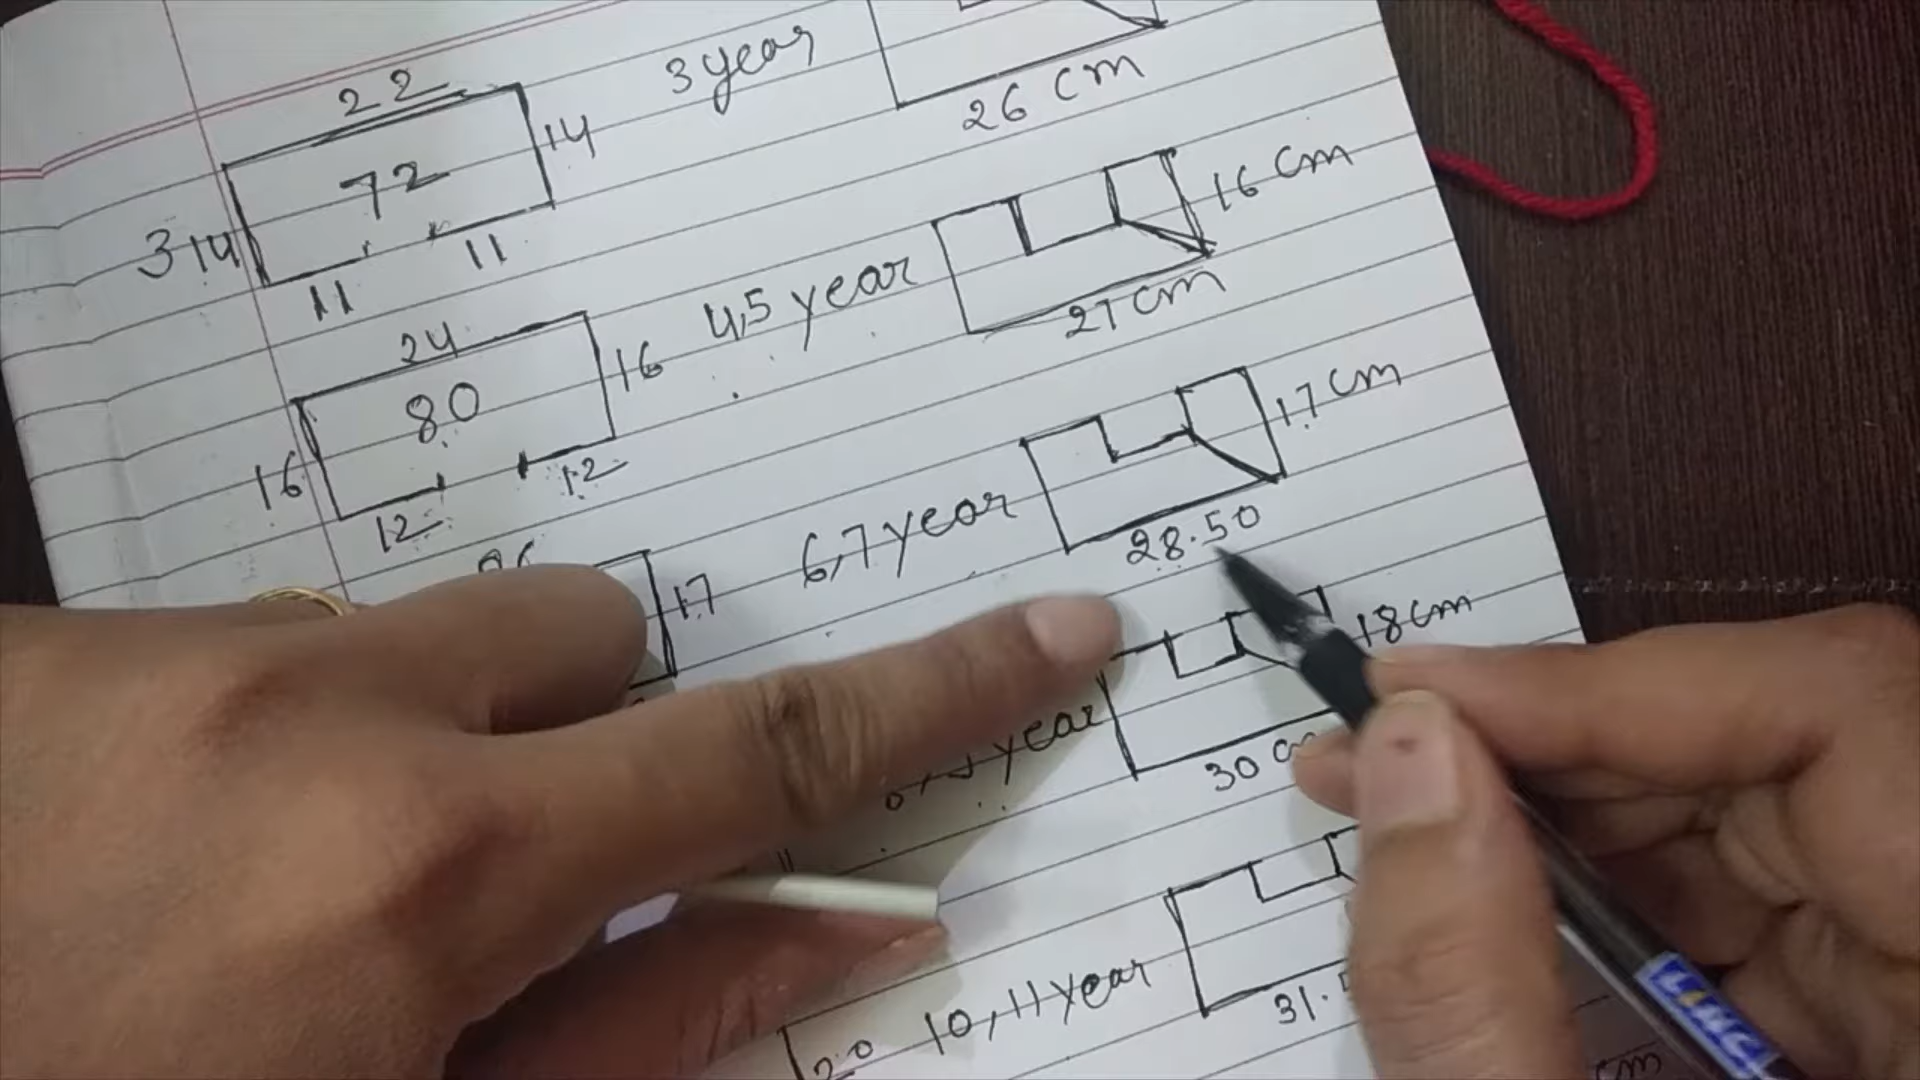 22
3 year
26 cm
72
14
3
14
11
11
16 cm
4,5 year
27 cm
24
80
16
16
12
12
17 cm
6,7 year
28.50
17
18 cm
year
30
10,11 year
31.
cm